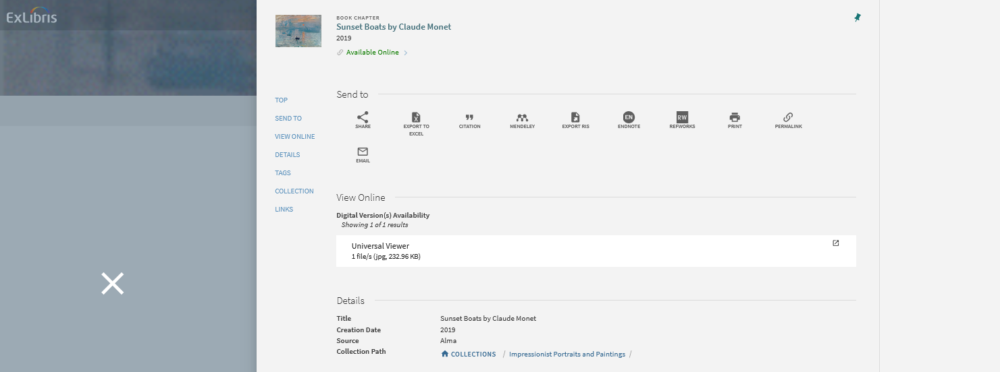 ExLibris
BOOK CHAPTER
Sunset Boats by Claude Monet
2019
Available Online
TOP
SEND TO
VIEW ONLINE
DETAILS
TAGS
COLLECTION
LINKS
Send to
SHARE
EXPORT TO
EXCEL
CITATION
MENDELEY
EXPORT RIS
EN
ENDNOTE
RW
REFWORKS
PRINT
PERMALINK
EMAIL
View Online
Digital Version(s) Availability
Showing 1 of 1 results
Universal Viewer
1 file/s (jpg, 232.96 KB)
Details
Title Sunset Boats by Claude Monet
Creation Date 2019
Source Alma
Collection Path COLLECTIONS / Impressionist Portraits and Paintings /